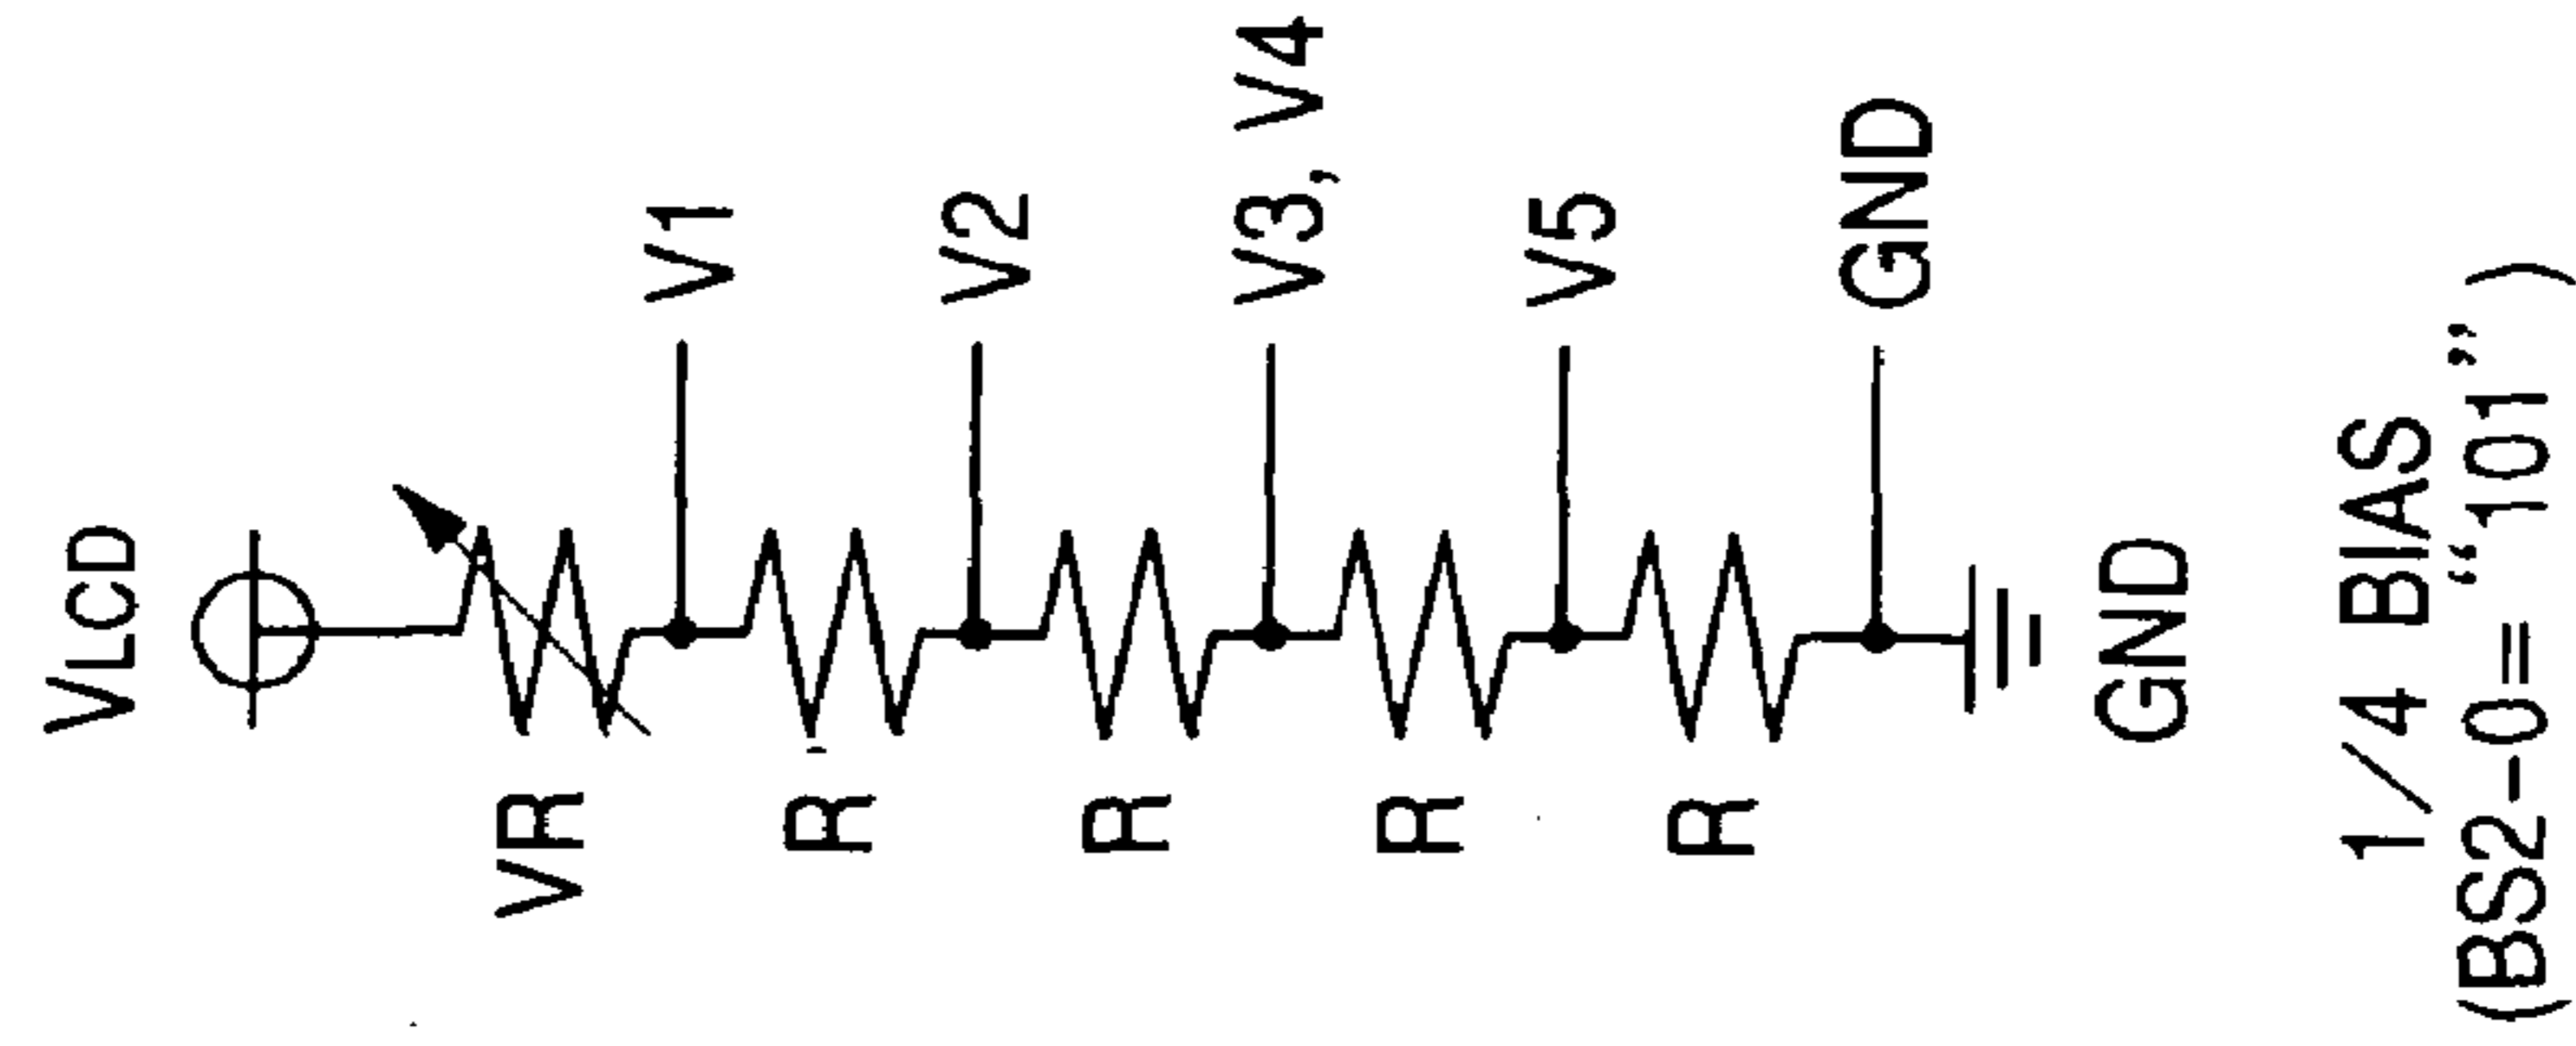 VLCD
VR
V1
R
V2
R
V3, V4
R
V5
R
GND
GND
1/4 BIAS
(BS2-0= “101”)